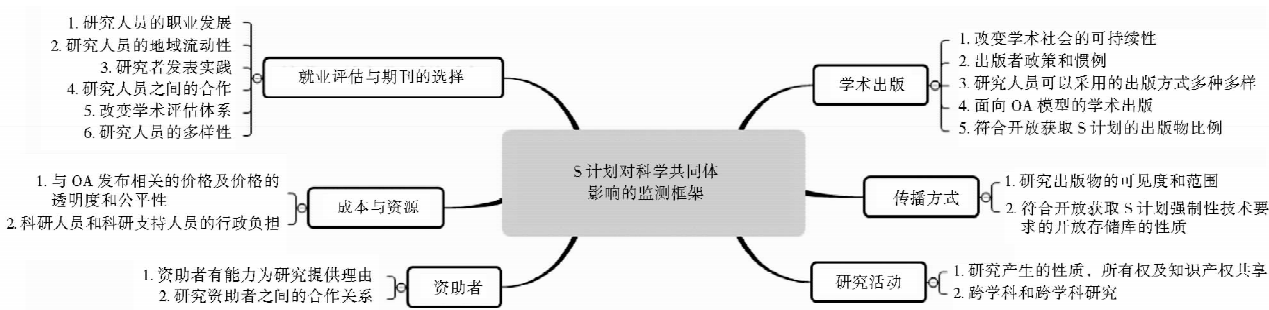 S 计划对科学共同体
影响的监测框架
就业评估与期刊的选择
1. 研究人员的职业发展
2. 研究人员的地域流动性
3. 研究者发表实践
4. 研究人员之间的合作
5. 改变学术评估体系
6. 研究人员的多样性
成本与资源
1. 与 OA 发布相关的价格及价格的
透明度和公平性
2. 科研人员和科研支持人员的行政负担
资助者
1. 资助者有能力为研究提供理由
2. 研究资助者之间的合作关系
学术出版
1. 改变学术社会的可持续性
2. 出版者政策和惯例
3. 研究人员可以采用的出版方式多种多样
4. 面向 OA 模型的学术出版
5. 符合开放获取 S 计划的出版物比例
传播方式
1. 研究出版物的可见度和范围
2. 符合开放获取 S 计划强制性技术要
求的开放存储库的性质
研究活动
1. 研究产生的性质，所有权及知识产权共享
2. 跨学科和跨学科研究